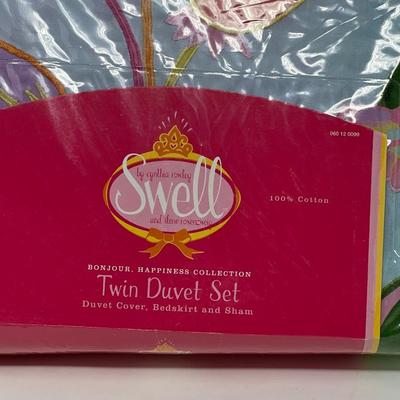 060 12 0099
by cynthia rowley
Swell
and ilene rosenzweig
100% Cotton
BONJOUR, HAPPINESS COLLECTION
Twin Duvet Set
Duvet Cover, Bedskirt and Sham